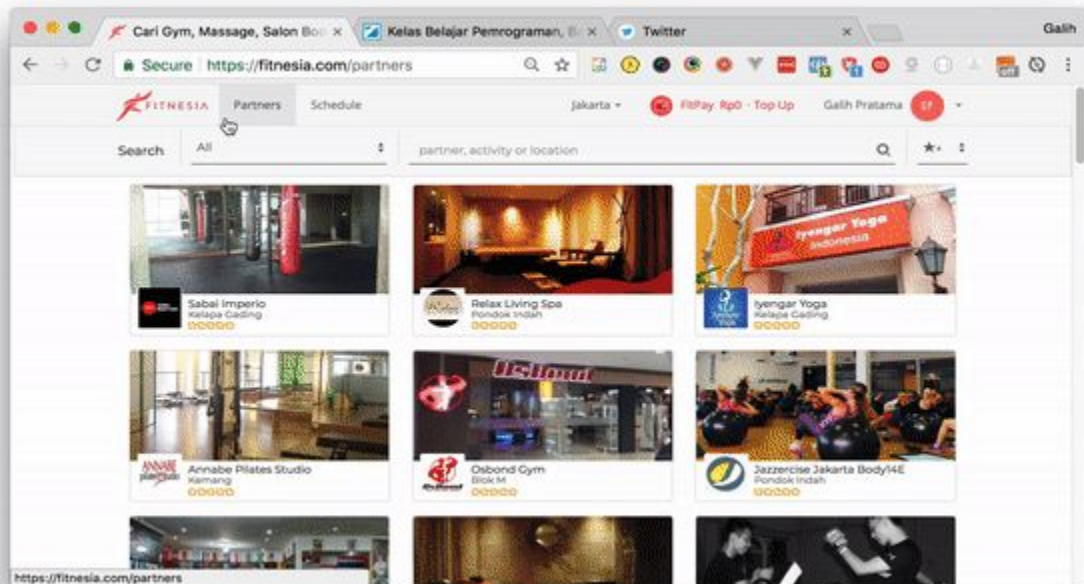 Cari Gym, Massage, Salon Boo
Kelas Belajar Pemrograman, B
Twitter
Galih
Secure https://fitnesia.com/partners
FITNESIA
Partners
Schedule
Jakarta
FitPay Rp0 - Top Up
Galih Pratama
Search
All
partner, activity or location
Iyengar Yoga
Indonesia
Sabai Imperio
Kelapa Gading
Relax Living Spa
Pondok Indah
Iyengar Yoga
Kelapa Gading
Osbond
ANNABE
Annabe Pilates Studio
Kemang
Osbond Gym
Blok M
Jazzercise Jakarta Body14E
Pondok Indah
https://fitnesia.com/partners